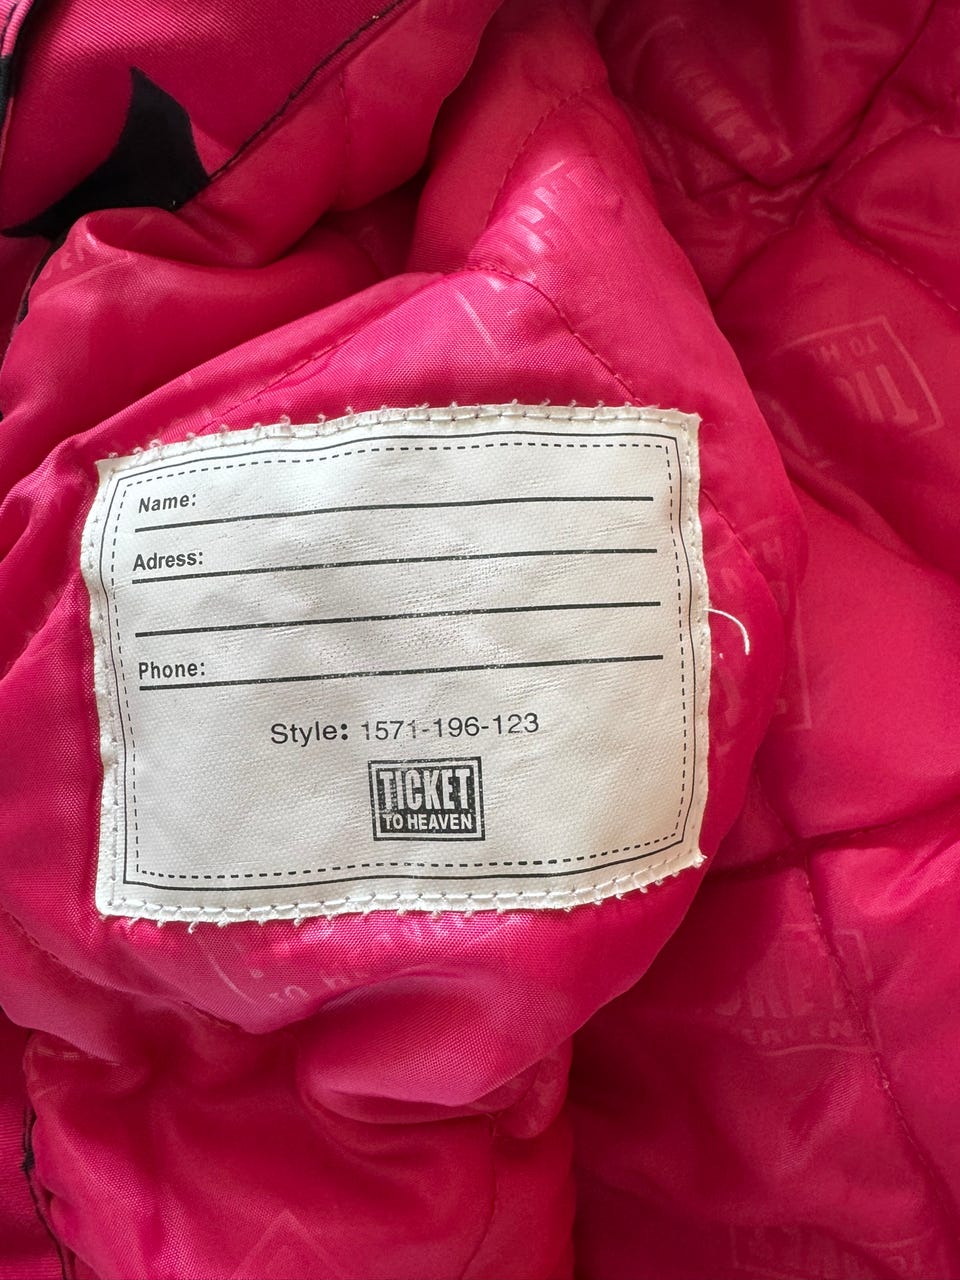 Name:
Adress:
Phone:
Style: 1571-196-123
TICKET
TO HEAVEN